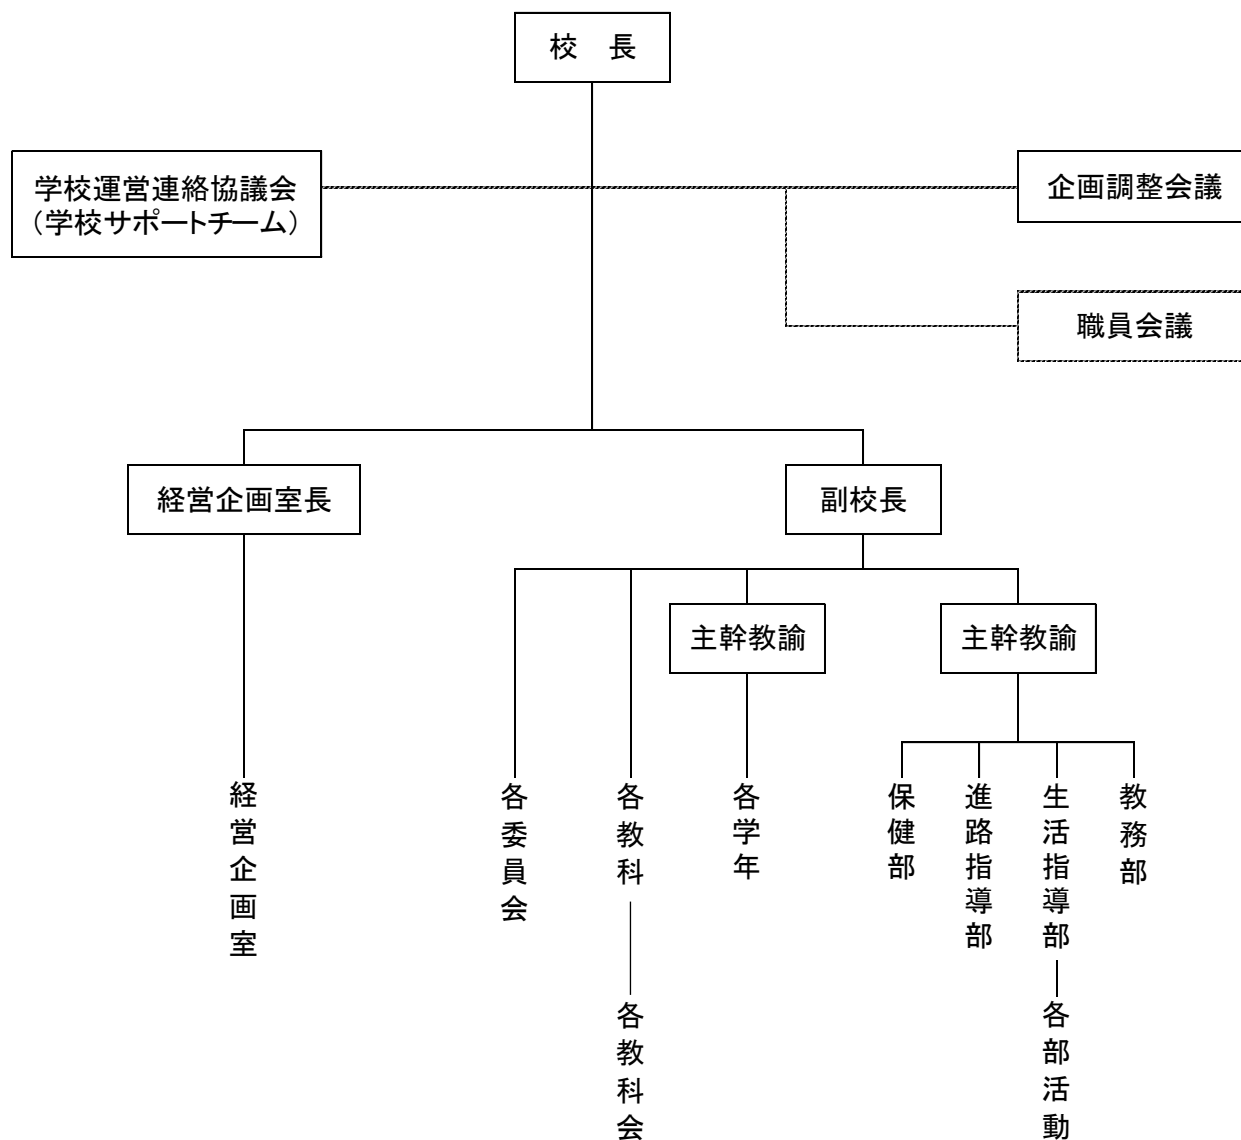 校　長
学校運営連絡協議会
（学校サポートチーム）
企画調整会議
職員会議
経営企画室長
副校長
主幹教諭
主幹教諭
経営企画室
各委員会
各教科
各学年
保健部
進路指導部
生活指導部
教務部
各教科会
各部活動